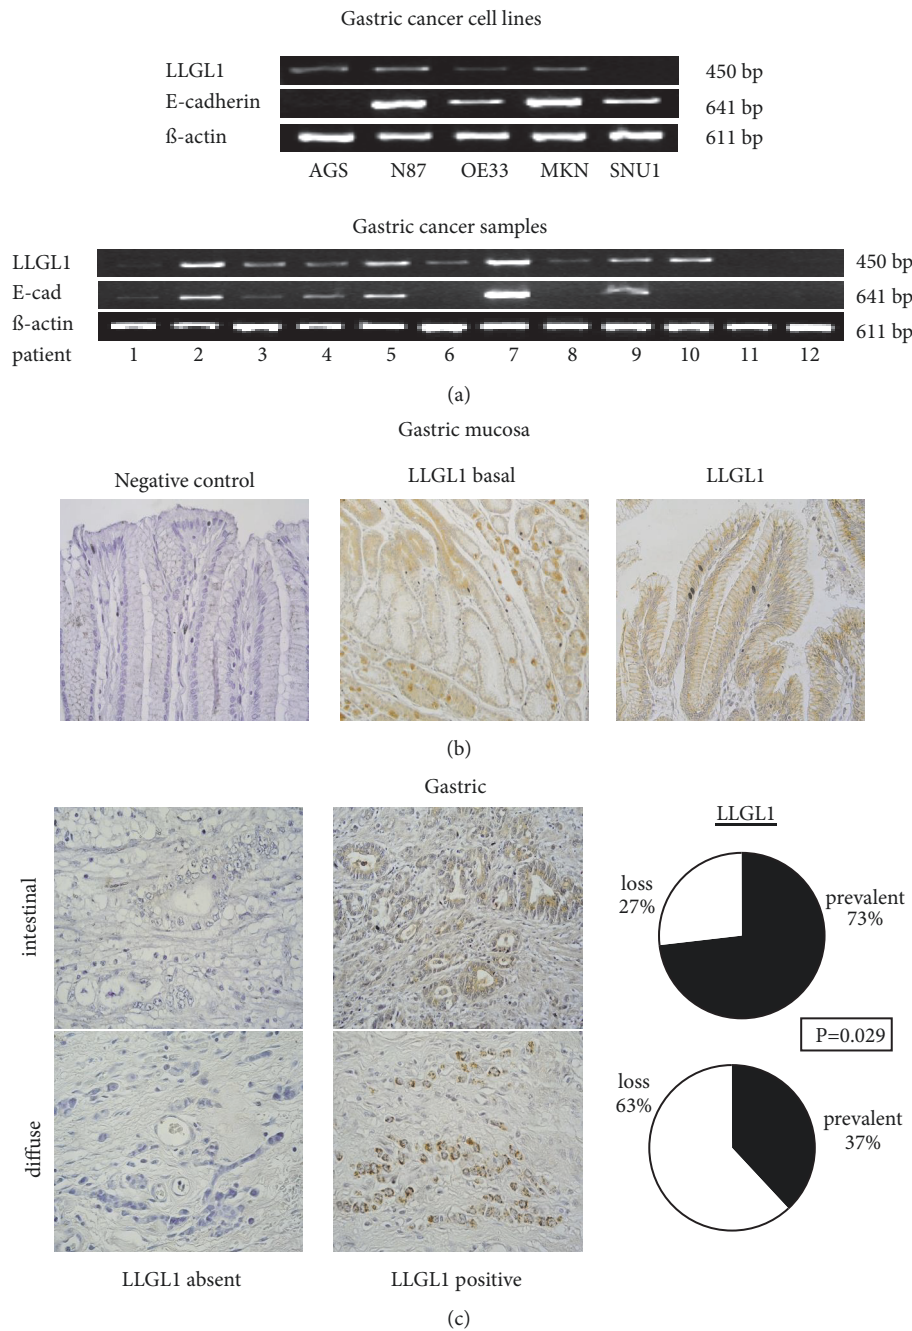 Gastric cancer cell lines
LLGL1 450 bp
E-cadherin 641 bp
ß-actin 611 bp
AGS N87 OE33 MKN SNU1
Gastric cancer samples
LLGL1 450 bp
E-cad 641 bp
ß-actin 611 bp
patient 1 2 3 4 5 6 7 8 9 10 11 12
(a)
Gastric mucosa
Negative control LLGL1 basal LLGL1
(b)
Gastric
intestinal
LLGL1
loss
27%
prevalent
73%
P=0.029
diffuse
loss
63%
prevalent
37%
LLGL1 absent LLGL1 positive
(c)